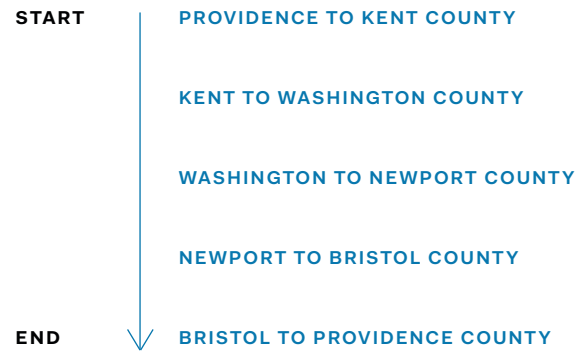 START PROVIDENCE TO KENT COUNTY
KENT TO WASHINGTON COUNTY
WASHINGTON TO NEWPORT COUNTY
NEWPORT TO BRISTOL COUNTY
END BRISTOL TO PROVIDENCE COUNTY